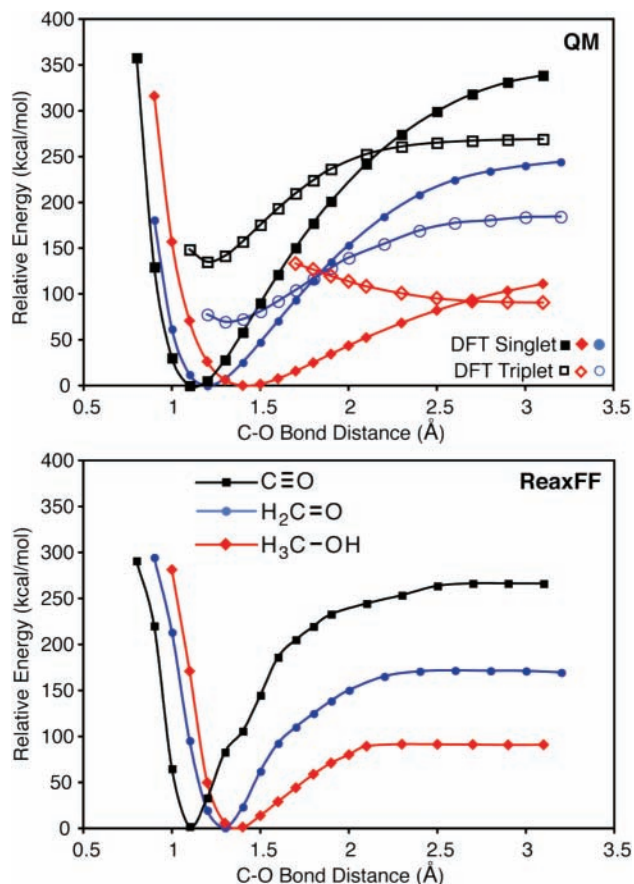 400
QM
350
300
250
200
150
100
50
0
Relative Energy (kcal/mol)
DFT Singlet
DFT Triplet
0.5 1 1.5 2 2.5 3 3.5
C-O Bond Distance (Å)
400
ReaxFF
350
300
250
200
150
100
50
0
Relative Energy (kcal/mol)
C≡O
H₂C=O
H₃C−OH
0.5 1 1.5 2 2.5 3 3.5
C-O Bond Distance (Å)